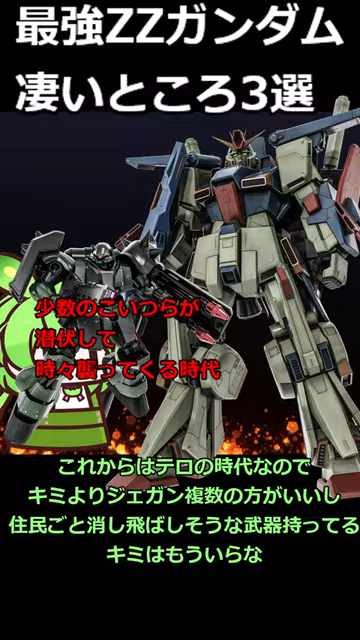 最強ZZガンダム
凄いところ3選
少数のこいつらが
潜伏して
時々襲ってくる時代
これからはテロの時代なので
キミよりジェガン複数の方がいいし
住民ごと消し飛ばしそうな武器持ってる
キミはもういらな